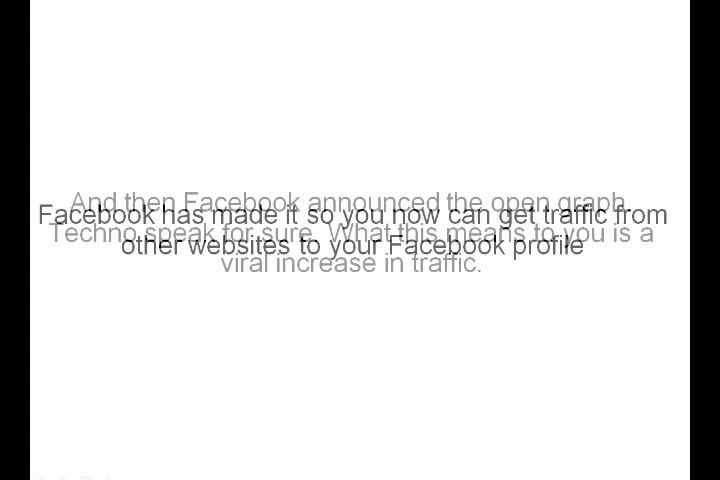 And then Facebook announced the open graph.
Facebook has made it so you now can get traffic from
Techno speak for sure. What this means to you is a
other websites to your Facebook profile
viral increase in traffic.